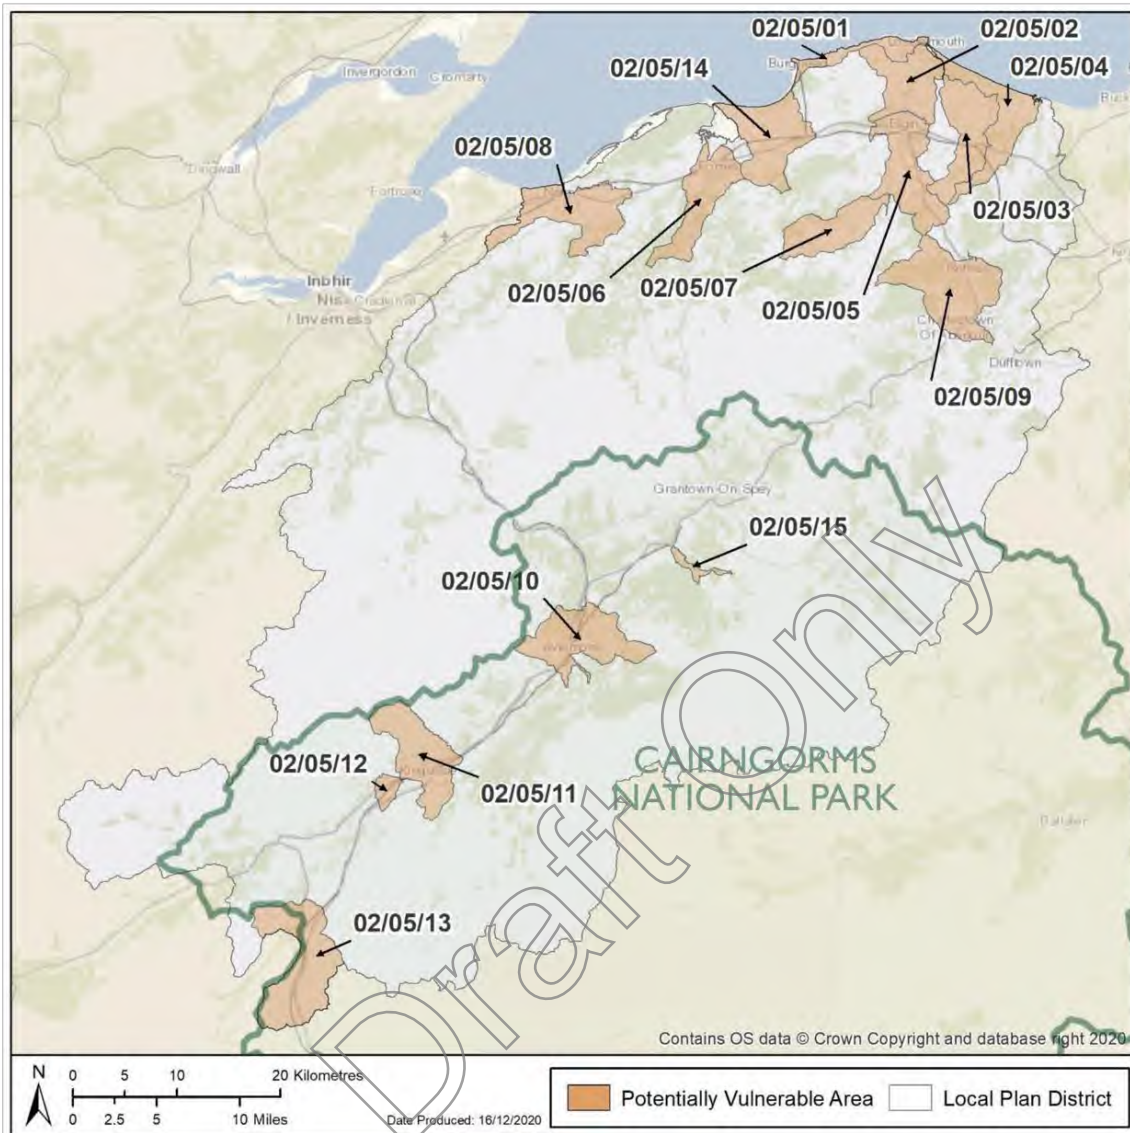 02/05/01
02/05/02
02/05/14
02/05/04
Invergordon
Cromarty
02/05/08
Dingwall
Fortrose
Elgin
02/05/03
02/05/06
02/05/07
02/05/05
Inbhir
Nis
Inverness
02/05/09
Dufftown
Grantown-On-Spey
02/05/15
02/05/10
CAIRNGORMS
NATIONAL PARK
02/05/12
02/05/11
02/05/13
Draft Only
Contains OS data © Crown Copyright and database right 2020
N
0 5 10 20 Kilometres
0 2.5 5 10 Miles
Date Produced: 16/12/2020
Potentially Vulnerable Area
Local Plan District